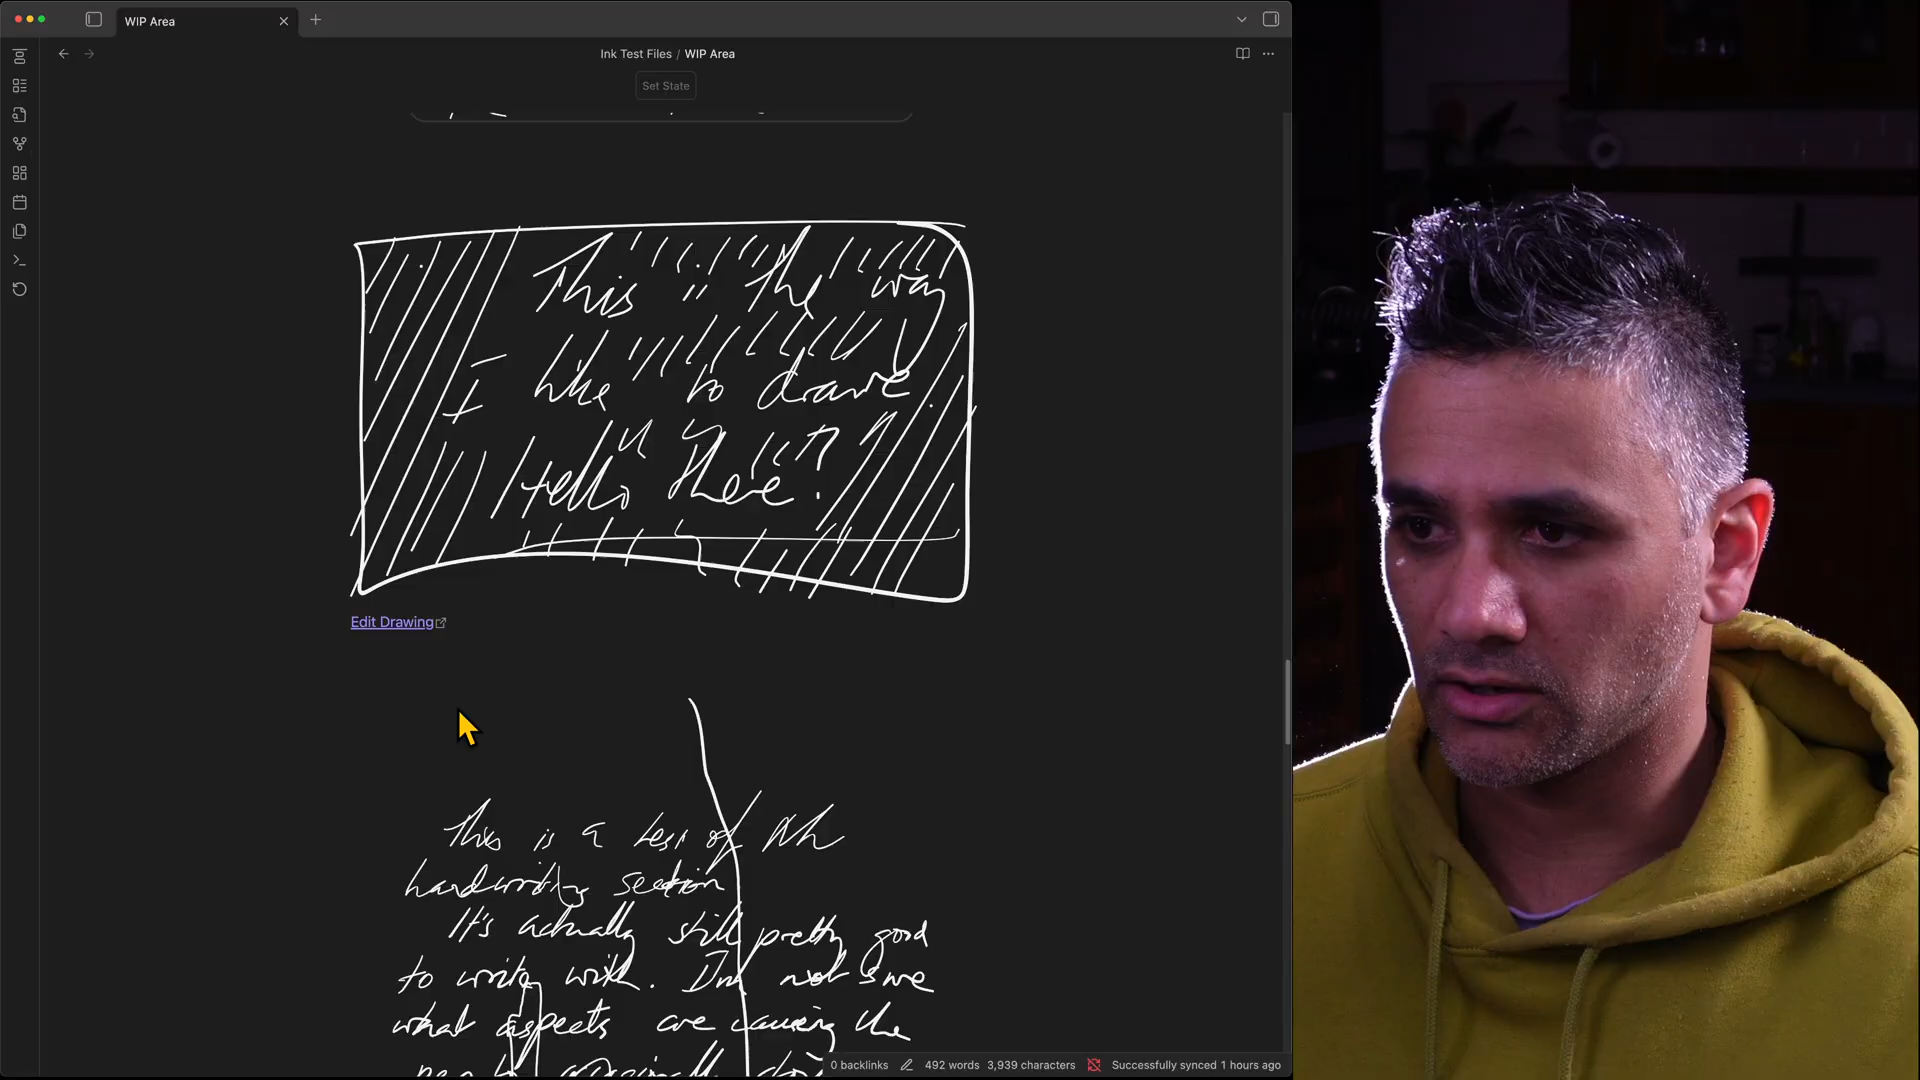 WIP Area
Ink Test Files / WIP Area
Set State
This is the way
I like to draw
Hello there!
Edit Drawing
This is a test of
handwriting section
It's actually still pretty good
to write with. I'm not sure
what aspects are causing the
0 backlinks 492 words 3,939 characters Successfully synced 1 hours ago